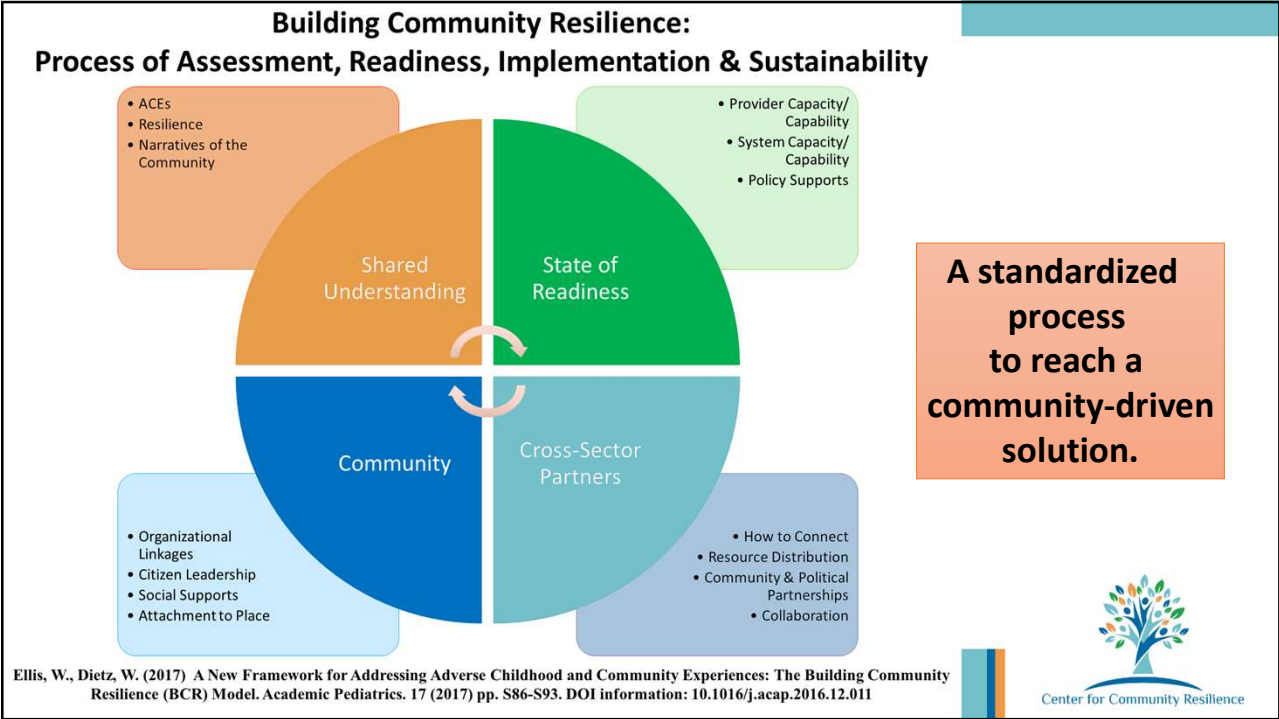 Building Community Resilience:
Process of Assessment, Readiness, Implementation & Sustainability
• ACEs
• Resilience
• Narratives of the
Community
• Provider Capacity/
Capability
• System Capacity/
Capability
• Policy Supports
Shared
Understanding
State of
Readiness
A standardized
process
to reach a
community-driven
solution.
Community
Cross-Sector
Partners
• Organizational
Linkages
• Citizen Leadership
• Social Supports
• Attachment to Place
• How to Connect
• Resource Distribution
• Community & Political
Partnerships
• Collaboration
Ellis, W., Dietz, W. (2017) A New Framework for Addressing Adverse Childhood and Community Experiences: The Building Community
Resilience (BCR) Model. Academic Pediatrics. 17 (2017) pp. S86-S93. DOI information: 10.1016/j.acap.2016.12.011
Center for Community Resilience